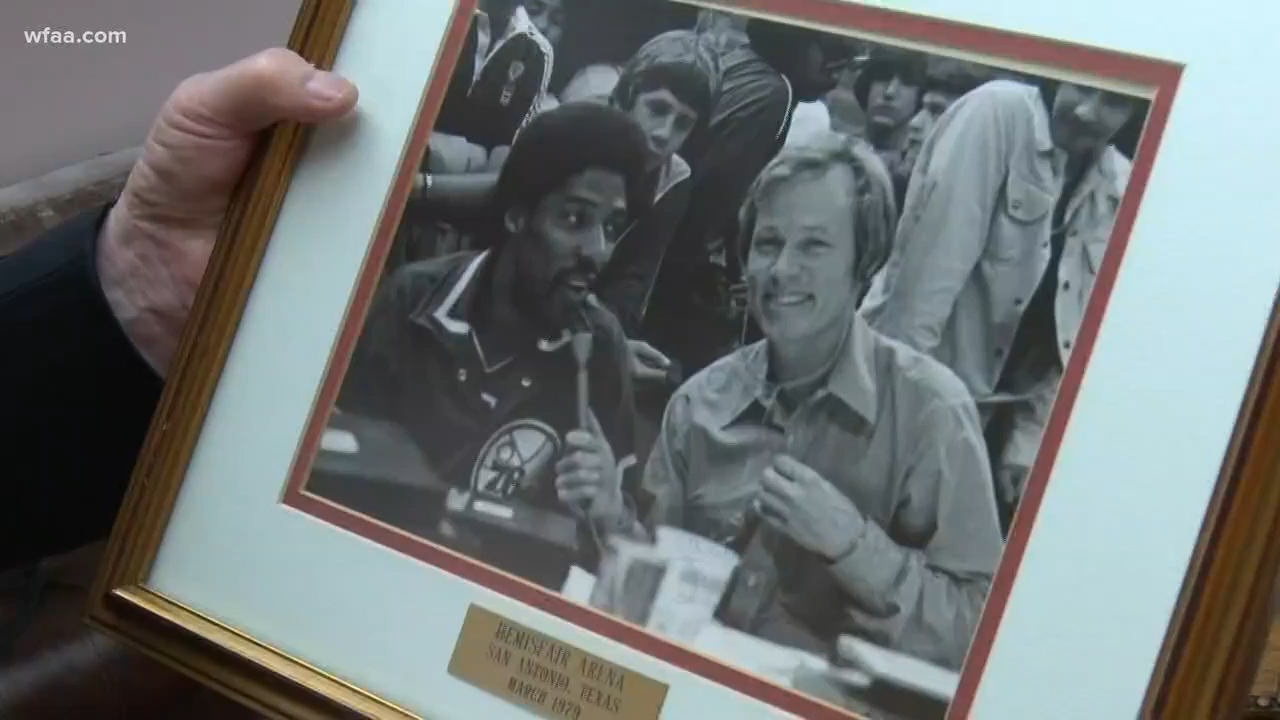 wfaa.com
76
HEMISFAIR ARENA
SAN ANTONIO, TEXAS
MARCH 1979